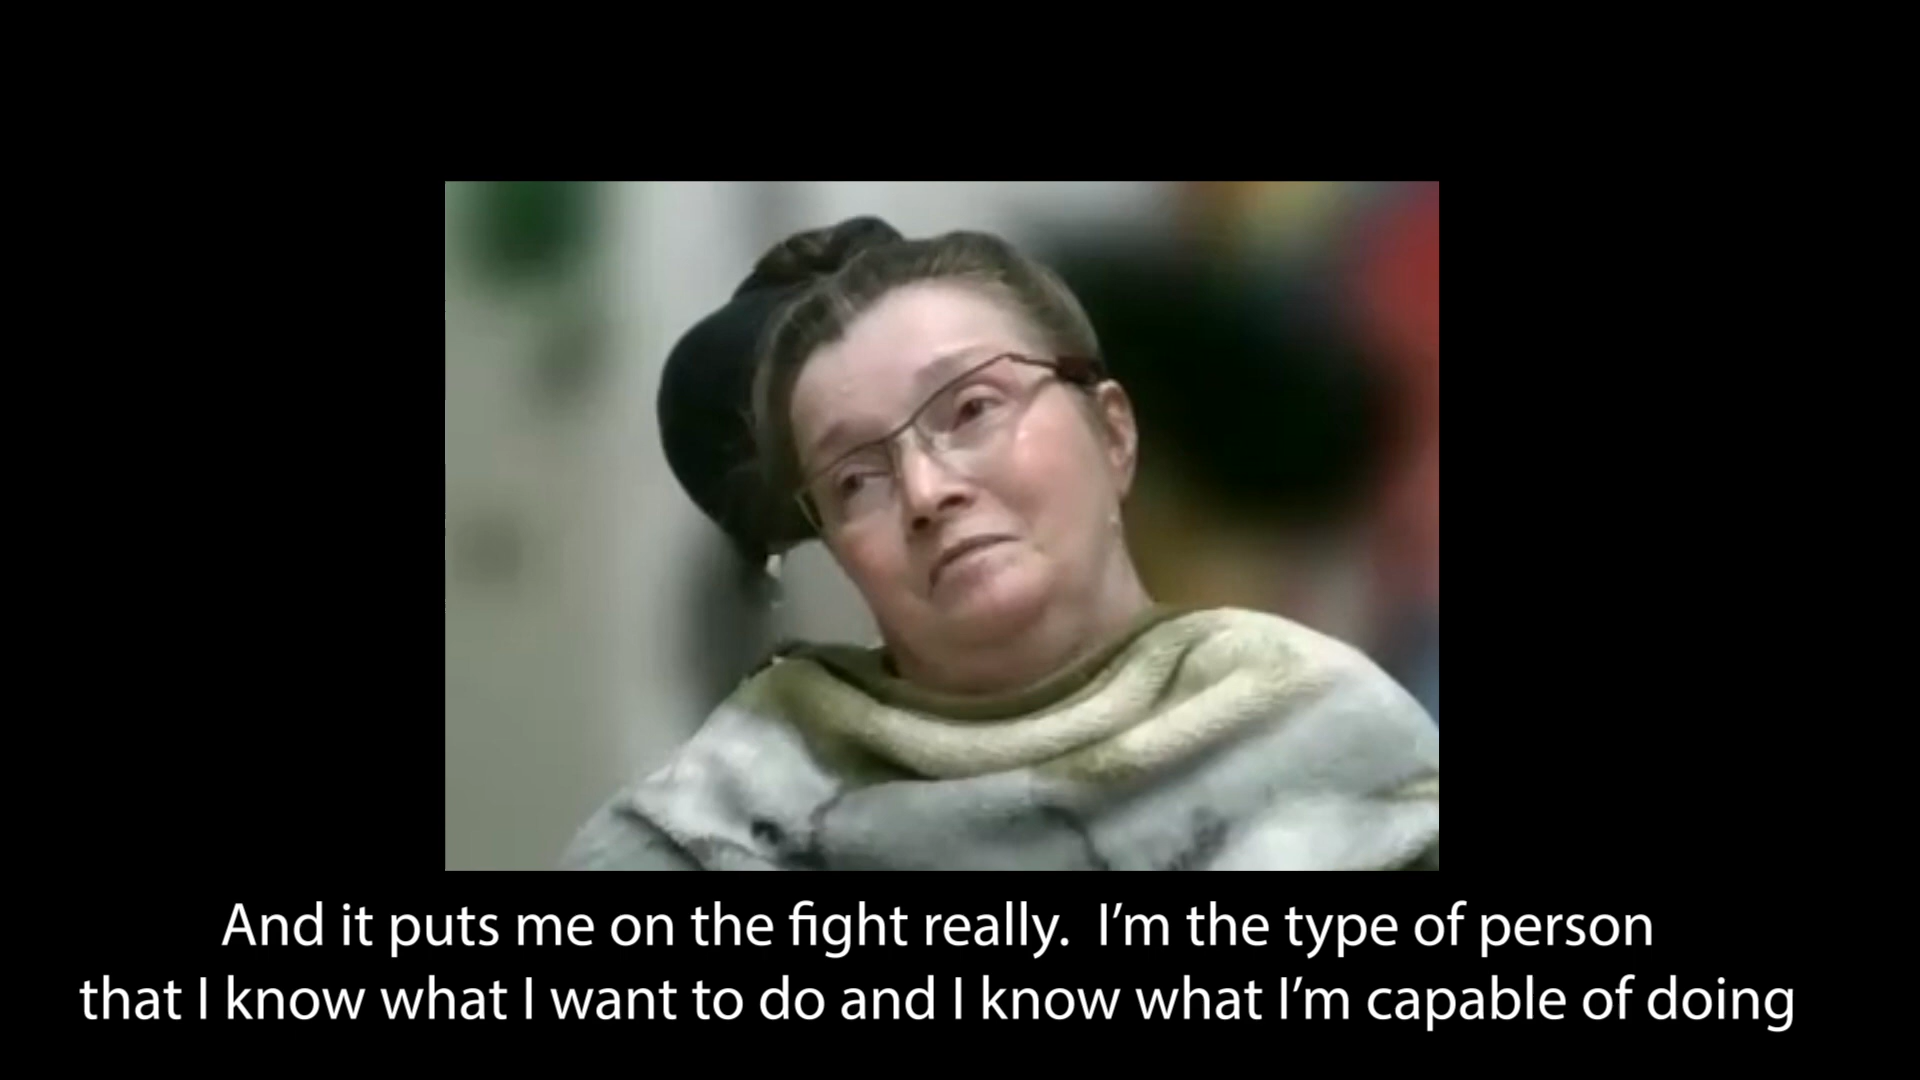 And it puts me on the fight really.  I’m the type of person
that I know what I want to do and I know what I’m capable of doing